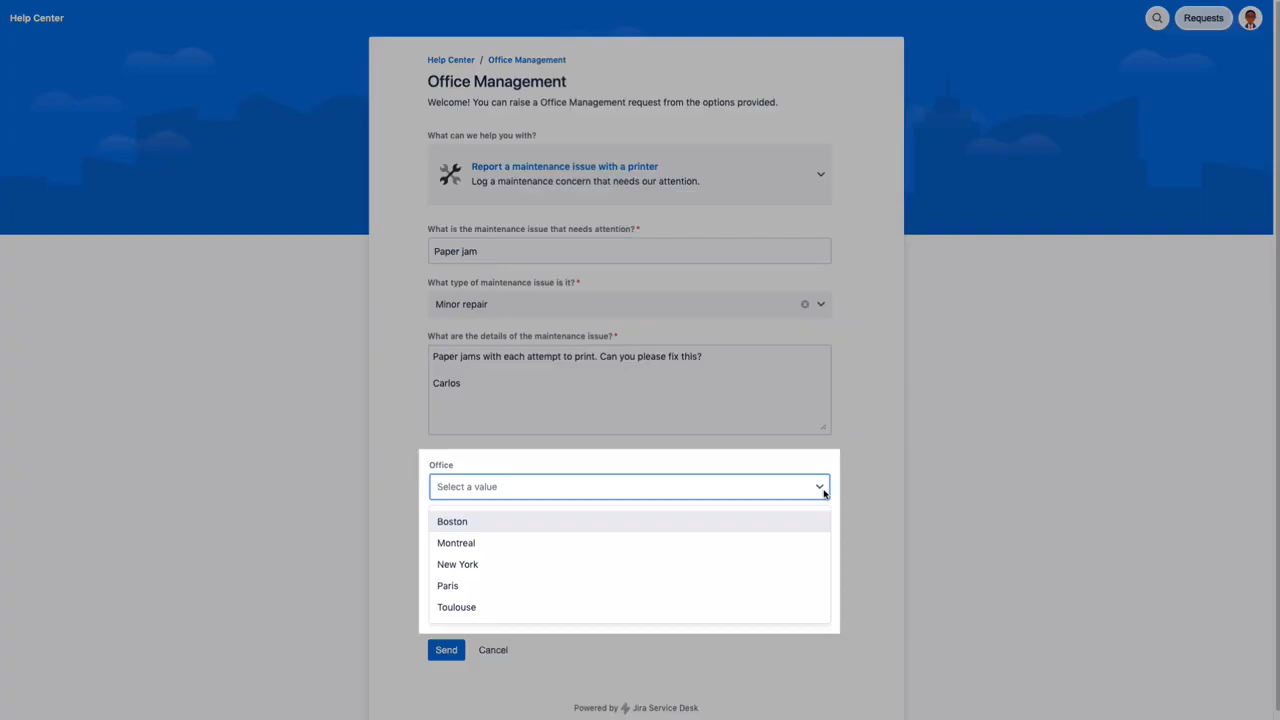 Help Center
Requests
Help Center / Office Management
Office Management
Welcome! You can raise a Office Management request from the options provided.
What can we help you with?
Report a maintenance issue with a printer
Log a maintenance concern that needs our attention.
What is the maintenance issue that needs attention?*
Paper jam
What type of maintenance issue is it?*
Minor repair
What are the details of the maintenance issue?*
Paper jams with each attempt to print. Can you please fix this?
Carlos
Office
Select a value
Boston
Montreal
New York
Paris
Toulouse
Send Cancel
Powered by Jira Service Desk